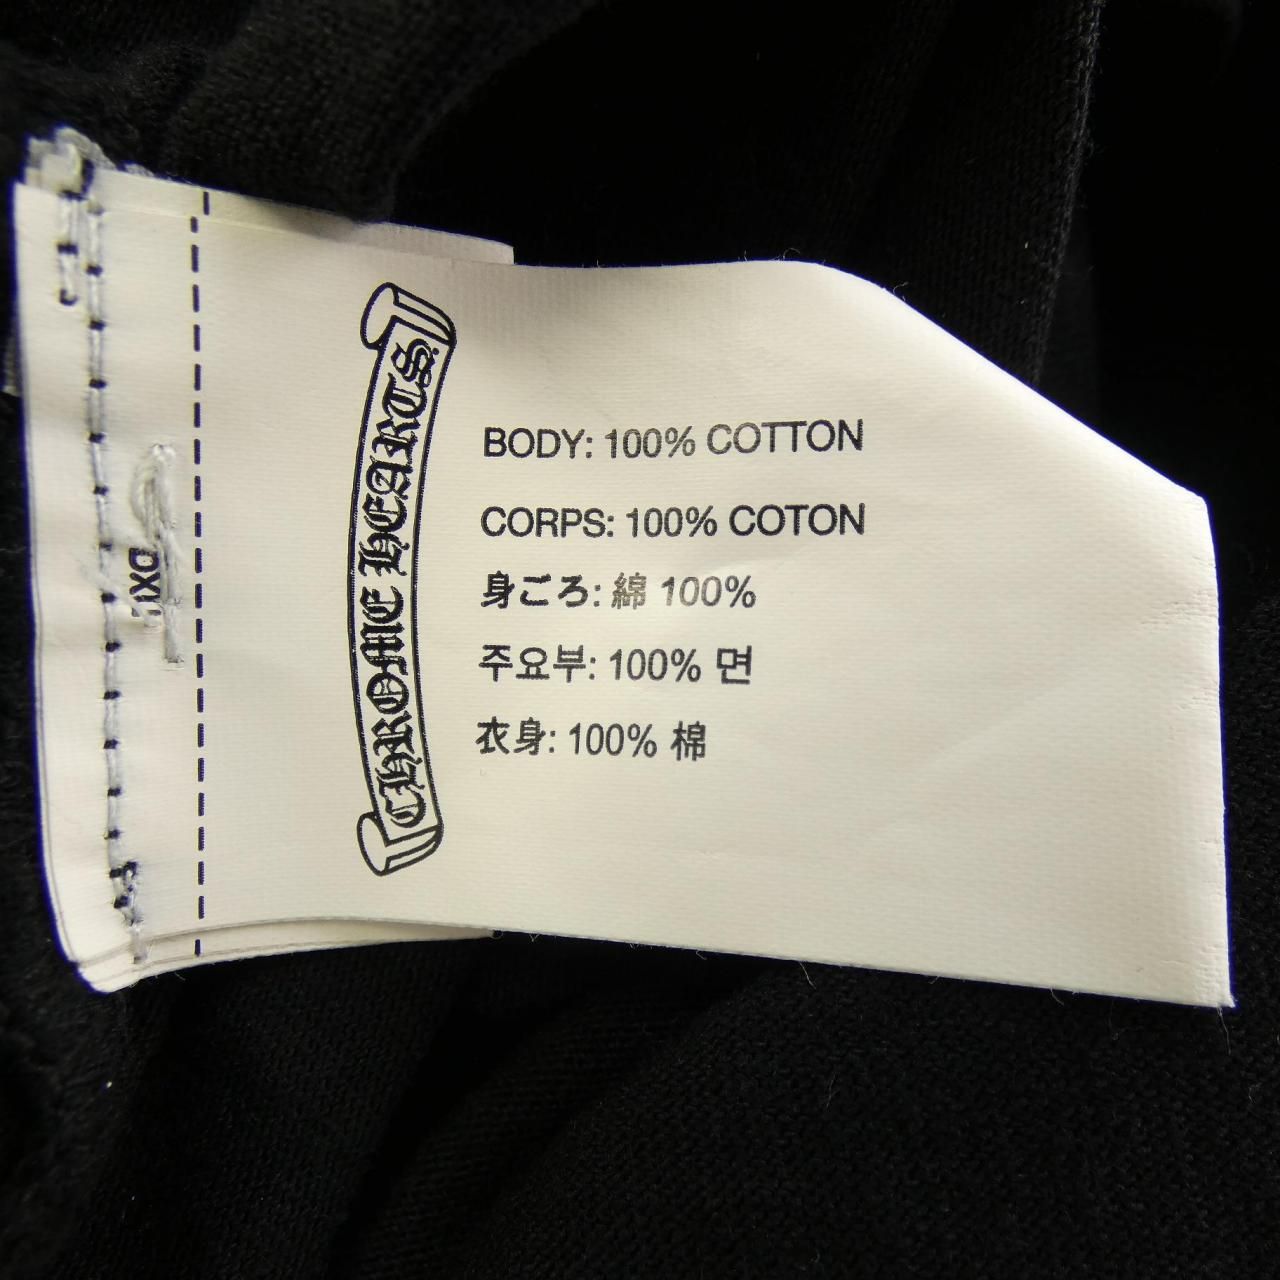 CHROME HEARTS
BODY: 100% COTTON
CORPS: 100% COTON
身ごろ: 綿 100%
주요부: 100% 면
衣身: 100% 棉